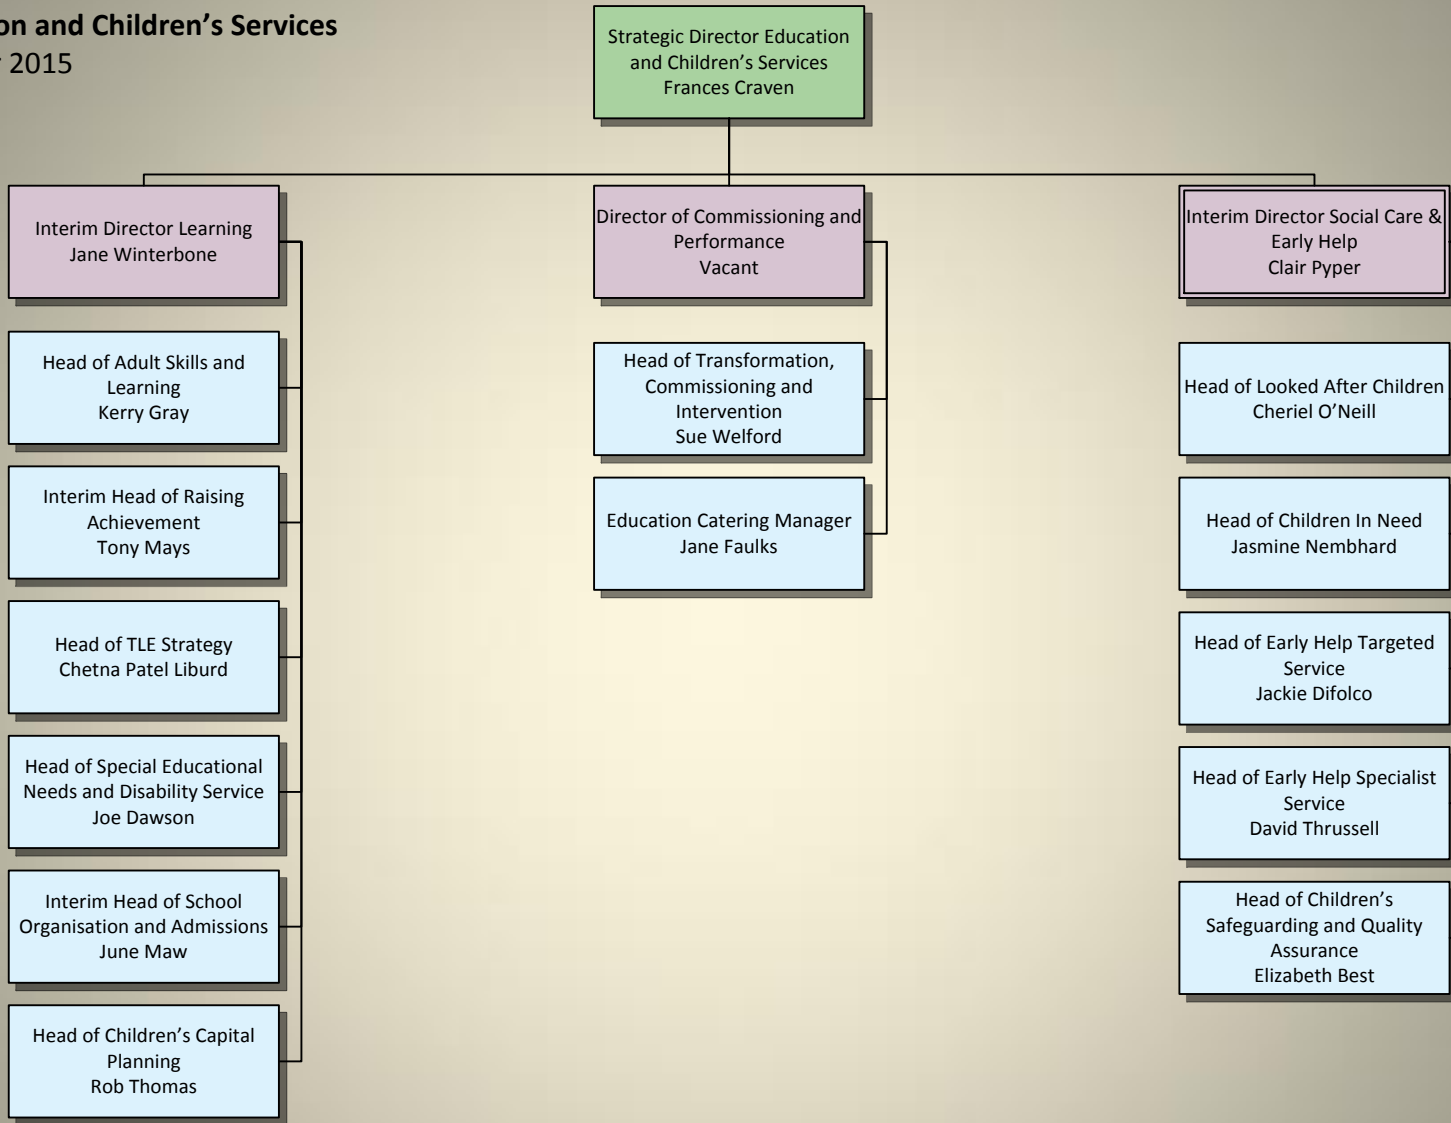 on and Children's Services
2015
Strategic Director Education
and Children's Services
Frances Craven
Interim Director Learning
Jane Winterbone
Head of Adult Skills and
Learning
Kerry Gray
Interim Head of Raising
Achievement
Tony Mays
Head of TLE Strategy
Chetna Patel Liburd
Head of Special Educational
Needs and Disability Service
Joe Dawson
Interim Head of School
Organisation and Admissions
June Maw
Head of Children's Capital
Planning
Rob Thomas
Director of Commissioning and
Performance
Vacant
Head of Transformation,
Commissioning and
Intervention
Sue Welford
Education Catering Manager
Jane Faulks
Interim Director Social Care &
Early Help
Clair Pyper
Head of Looked After Children
Cheriel O'Neill
Head of Children In Need
Jasmine Nembhard
Head of Early Help Targeted
Service
Jackie Difolco
Head of Early Help Specialist
Service
David Thrussell
Head of Children's
Safeguarding and Quality
Assurance
Elizabeth Best